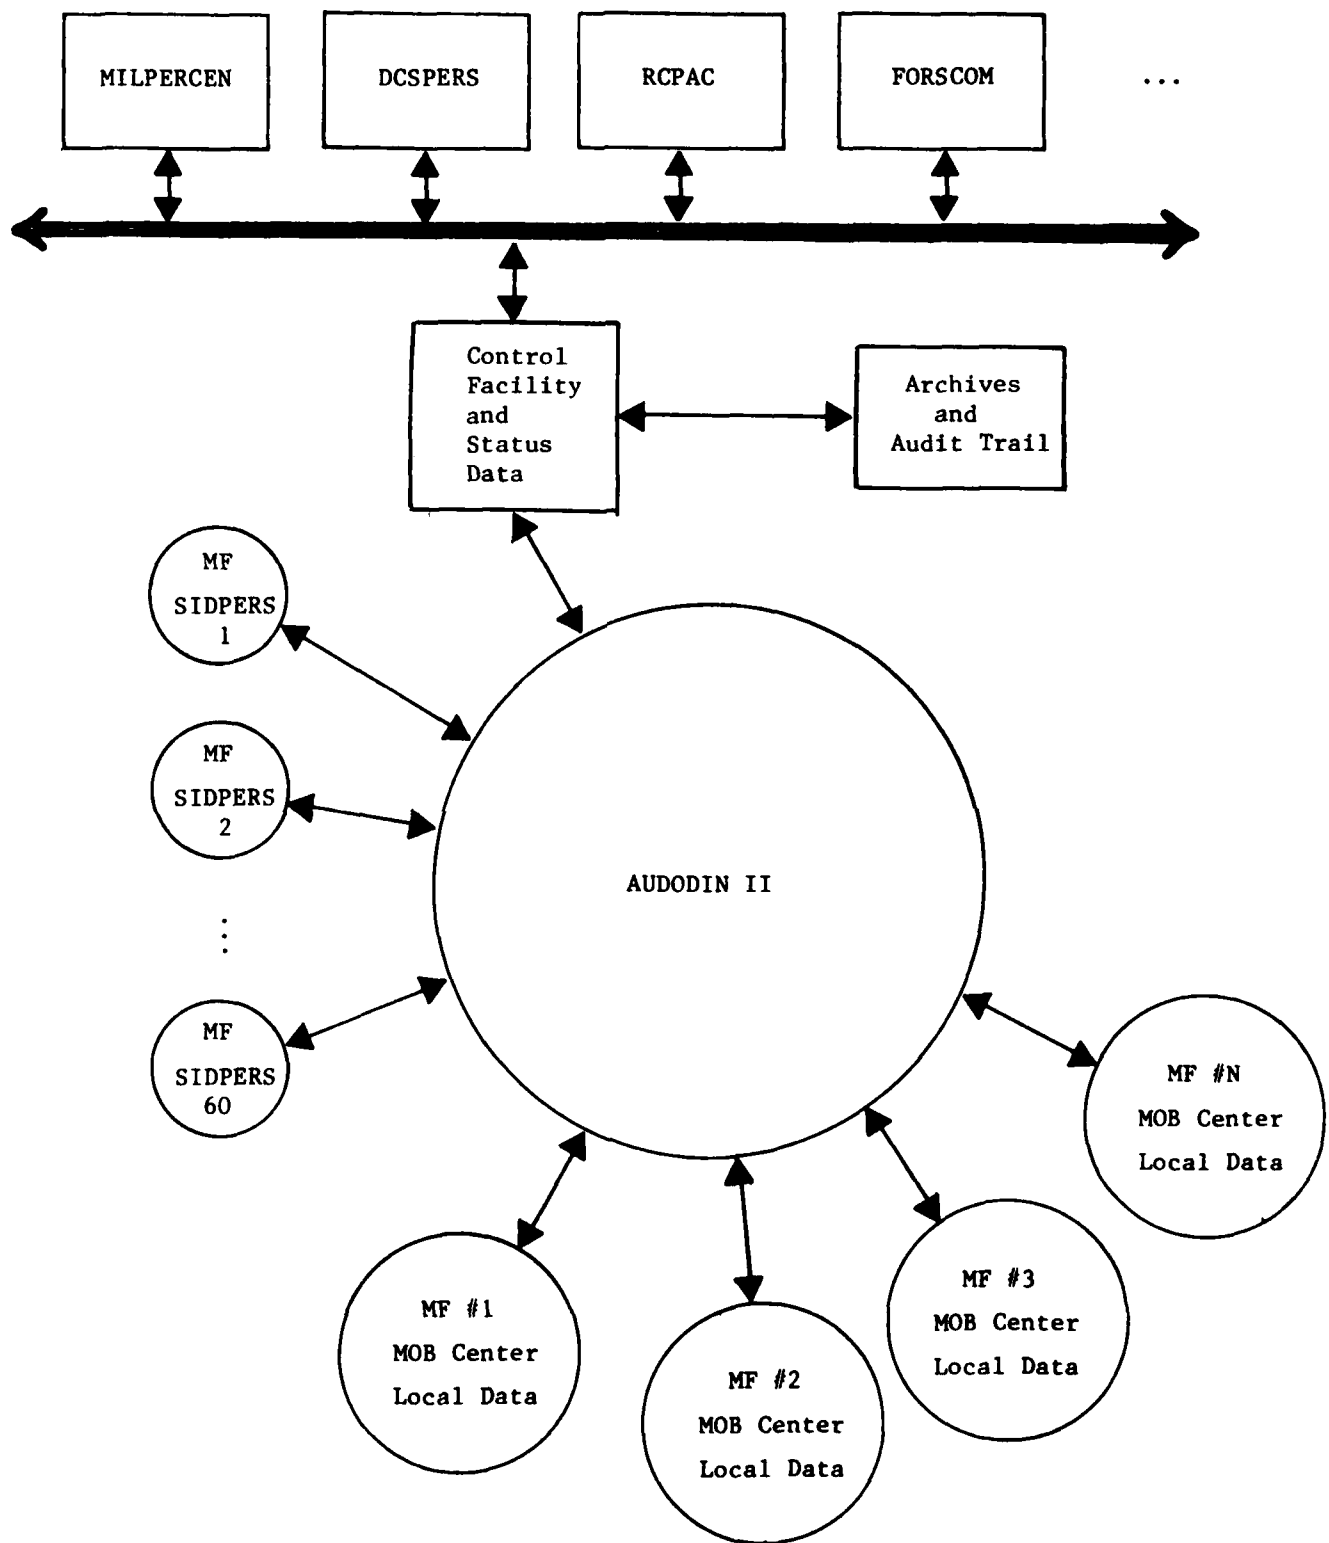 MILPERCEN
DCSPERS
RCPAC
FORSCOM
...
Control
Facility
and
Status
Data
Archives
and
Audit Trail
MF
SIDPERS
1
MF
SIDPERS
2
...
MF
SIDPERS
60
AUDODIN II
MF #N
MOB Center
Local Data
MF #3
MOB Center
Local Data
MF #1
MOB Center
Local Data
MF #2
MOB Center
Local Data